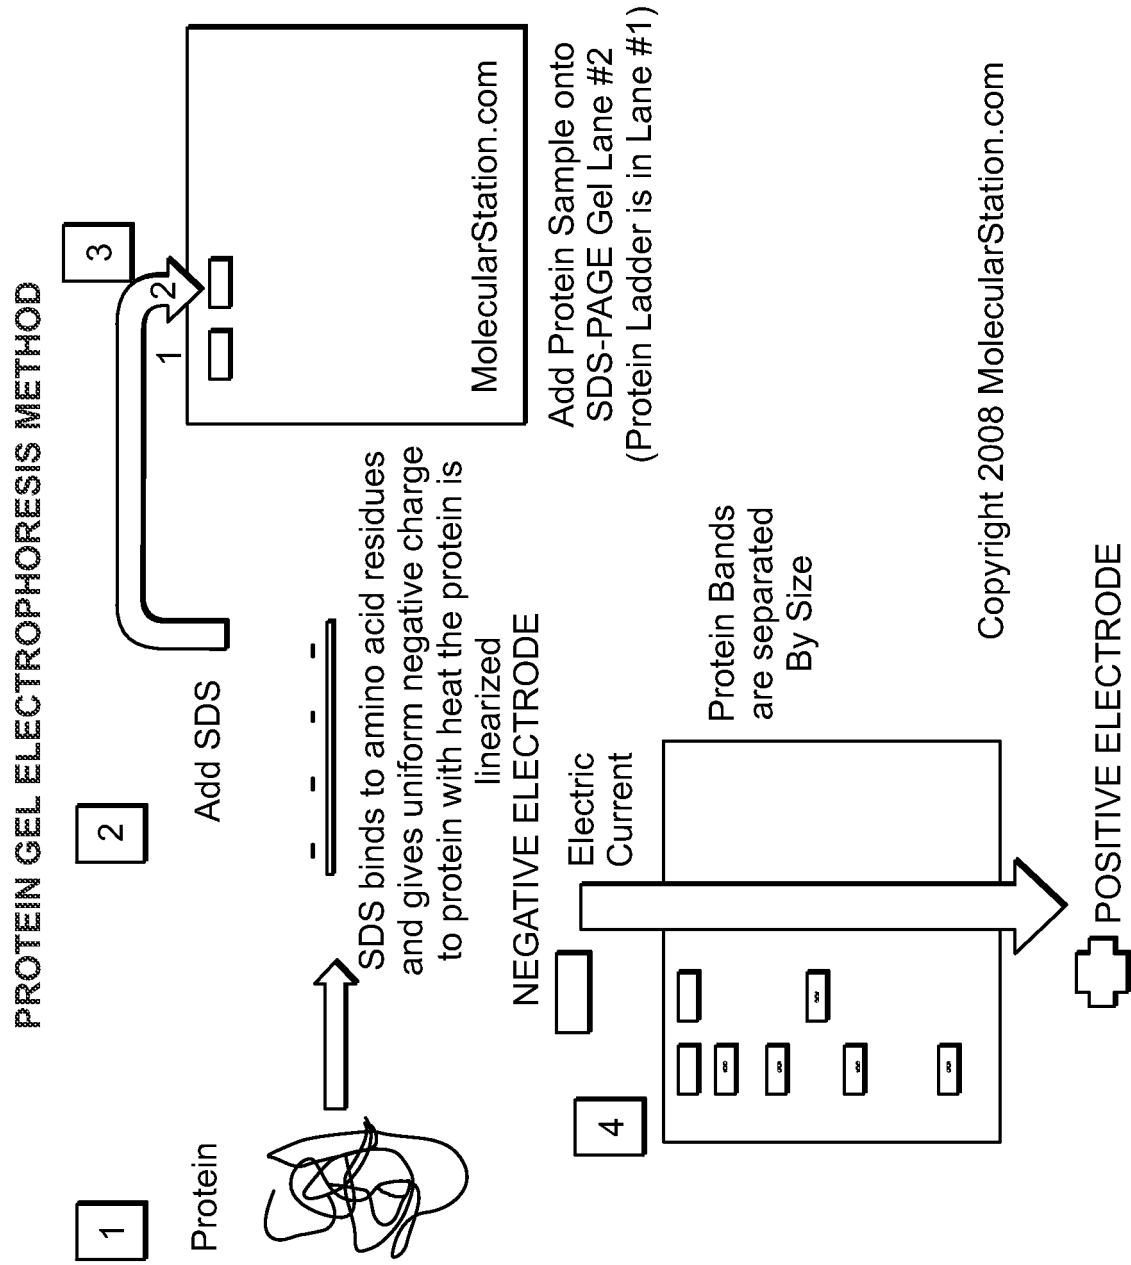 PROTEIN GEL ELECTROPHORESIS METHOD
1
Protein
2
Add SDS
SDS binds to amino acid residues
and gives uniform negative charge
to protein with heat the protein is
linearized
3
1
2
MolecularStation.com
Add Protein Sample onto
SDS-PAGE Gel Lane #2
(Protein Ladder is in Lane #1)
4
NEGATIVE ELECTRODE
Electric
Current
Protein Bands
are separated
By Size
POSITIVE ELECTRODE
Copyright 2008 MolecularStation.com